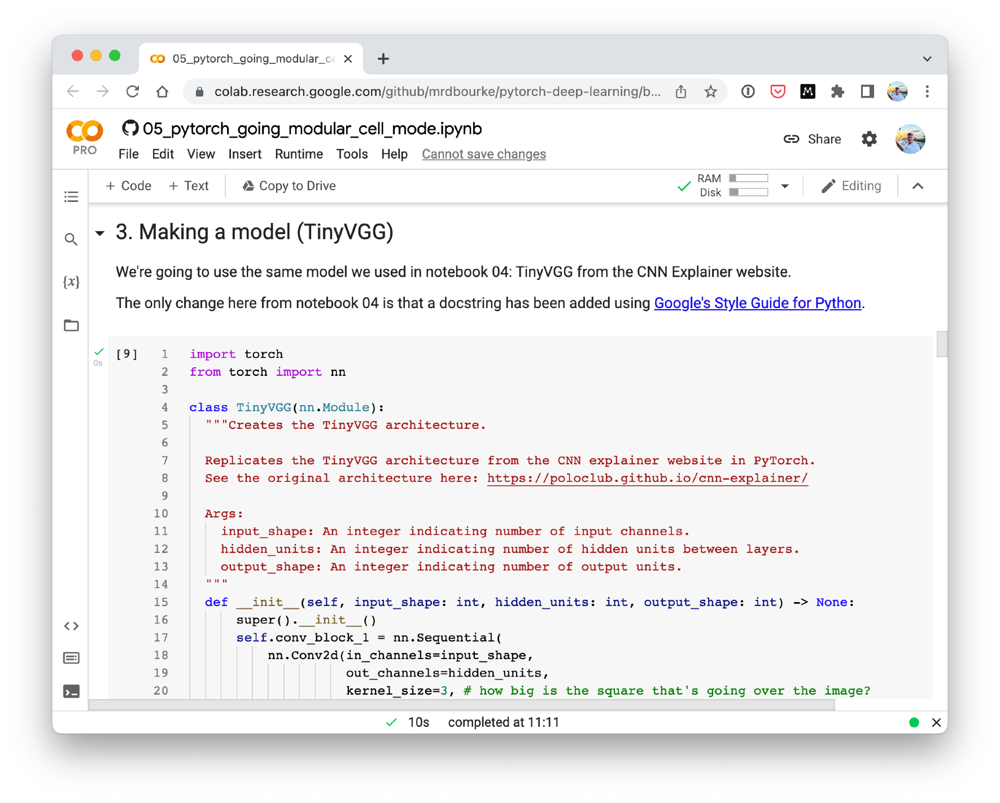 05_pytorch_going_modular_ce
colab.research.google.com/github/mrdbourke/pytorch-deep-learning/b...
PRO
05_pytorch_going_modular_cell_mode.ipynb
File Edit View Insert Runtime Tools Help Cannot save changes
Share
+ Code + Text Copy to Drive
RAM
Disk
Editing
3. Making a model (TinyVGG)
We're going to use the same model we used in notebook 04: TinyVGG from the CNN Explainer website.
The only change here from notebook 04 is that a docstring has been added using Google's Style Guide for Python.
0s
[9]
1 import torch
2 from torch import nn
3
4 class TinyVGG(nn.Module):
5 """Creates the TinyVGG architecture.
6
7 Replicates the TinyVGG architecture from the CNN explainer website in PyTorch.
8 See the original architecture here: https://poloclub.github.io/cnn-explainer/
9
10 Args:
11 input_shape: An integer indicating number of input channels.
12 hidden_units: An integer indicating number of hidden units between layers.
13 output_shape: An integer indicating number of output units.
14 """
15 def __init__(self, input_shape: int, hidden_units: int, output_shape: int) -> None:
16 super().__init__()
17 self.conv_block_1 = nn.Sequential(
18 nn.Conv2d(in_channels=input_shape,
19 out_channels=hidden_units,
20 kernel_size=3, # how big is the square that's going over the image?
10s completed at 11:11